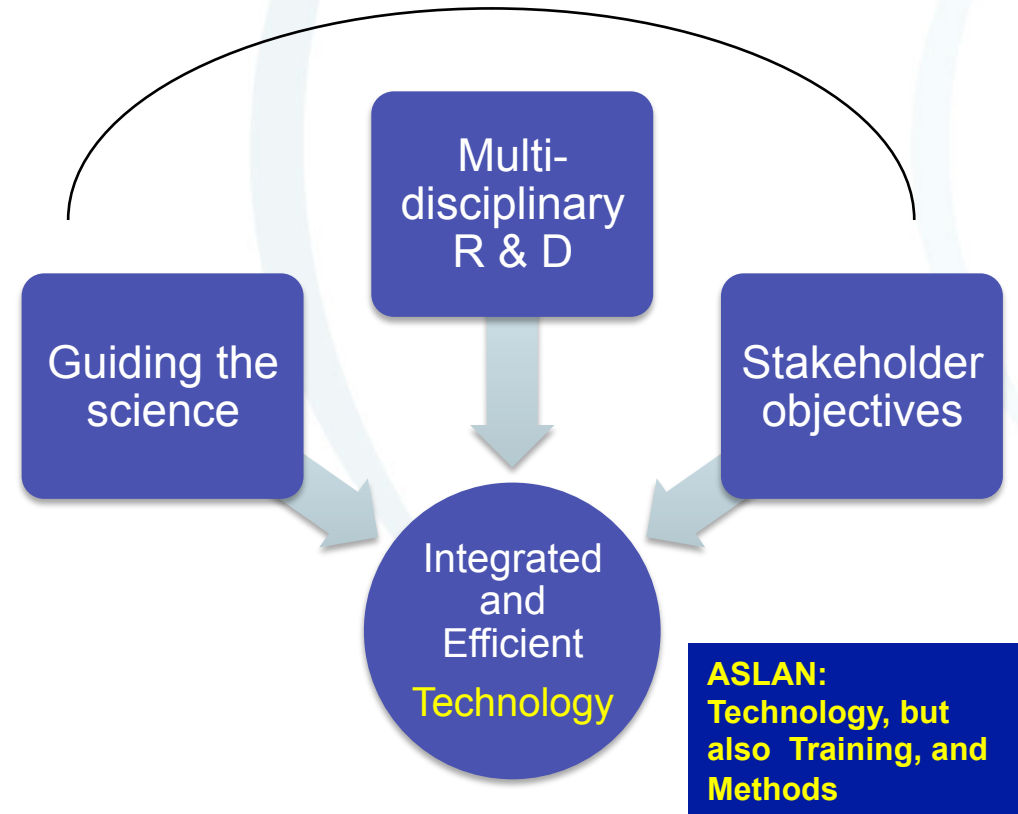 Multi-
disciplinary
R & D
Guiding the
science
Stakeholder
objectives
Integrated
and
Efficient
Technology
ASLAN:
Technology, but
also Training, and
Methods